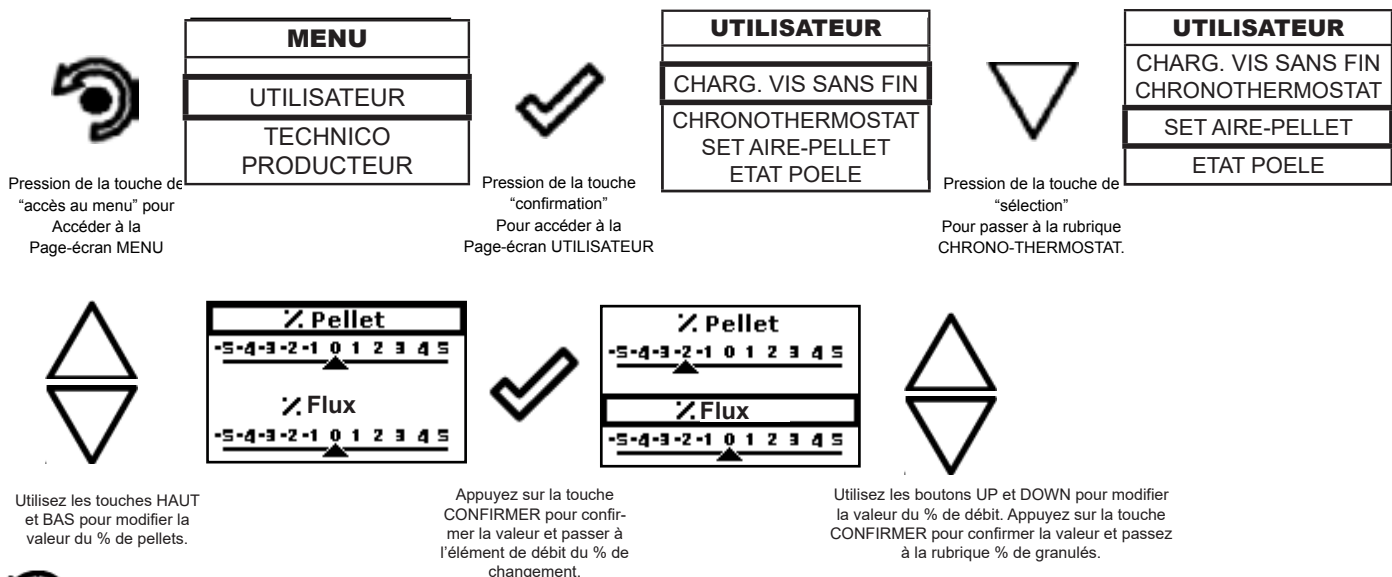 MENU
UTILISATEUR
TECHNICO
PRODUCTEUR
Pression de la touche de
“accès au menu” pour
Accéder à la
Page-écran MENU
UTILISATEUR
CHARG. VIS SANS FIN
CHRONOTHERMOSTAT
SET AIRE-PELLET
ETAT POELE
Pression de la touche
“confirmation”
Pour accéder à la
Page-écran UTILISATEUR
UTILISATEUR
CHARG. VIS SANS FIN
CHRONOTHERMOSTAT
SET AIRE-PELLET
ETAT POELE
Pression de la touche de
“sélection”
Pour passer à la rubrique
CHRONO-THERMOSTAT.
% Pellet
-5-4-3-2-1 0 1 2 3 4 5
% Flux
-5-4-3-2-1 0 1 2 3 4 5
Utilisez les touches HAUT
et BAS pour modifier la
valeur du % de pellets.
% Pellet
-5-4-3-2-1 0 1 2 3 4 5
% Flux
-5-4-3-2-1 0 1 2 3 4 5
Appuyez sur la touche
CONFIRMER pour confir-
mer la valeur et passer à
l’élément de débit du % de
changement.
Utilisez les boutons UP et DOWN pour modifier
la valeur du % de débit. Appuyez sur la touche
CONFIRMER pour confirmer la valeur et passez
à la rubrique % de granulés.